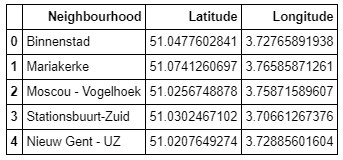 Neighbourhood Latitude Longitude
0 Binnenstad 51.0477602841 3.72765891938
1 Mariakerke 51.0741260697 3.76585871261
2 Moscou - Vogelhoek 51.0256748878 3.75871589607
3 Stationsbuurt-Zuid 51.0302467102 3.70661267376
4 Nieuw Gent - UZ 51.0207649274 3.72885601604